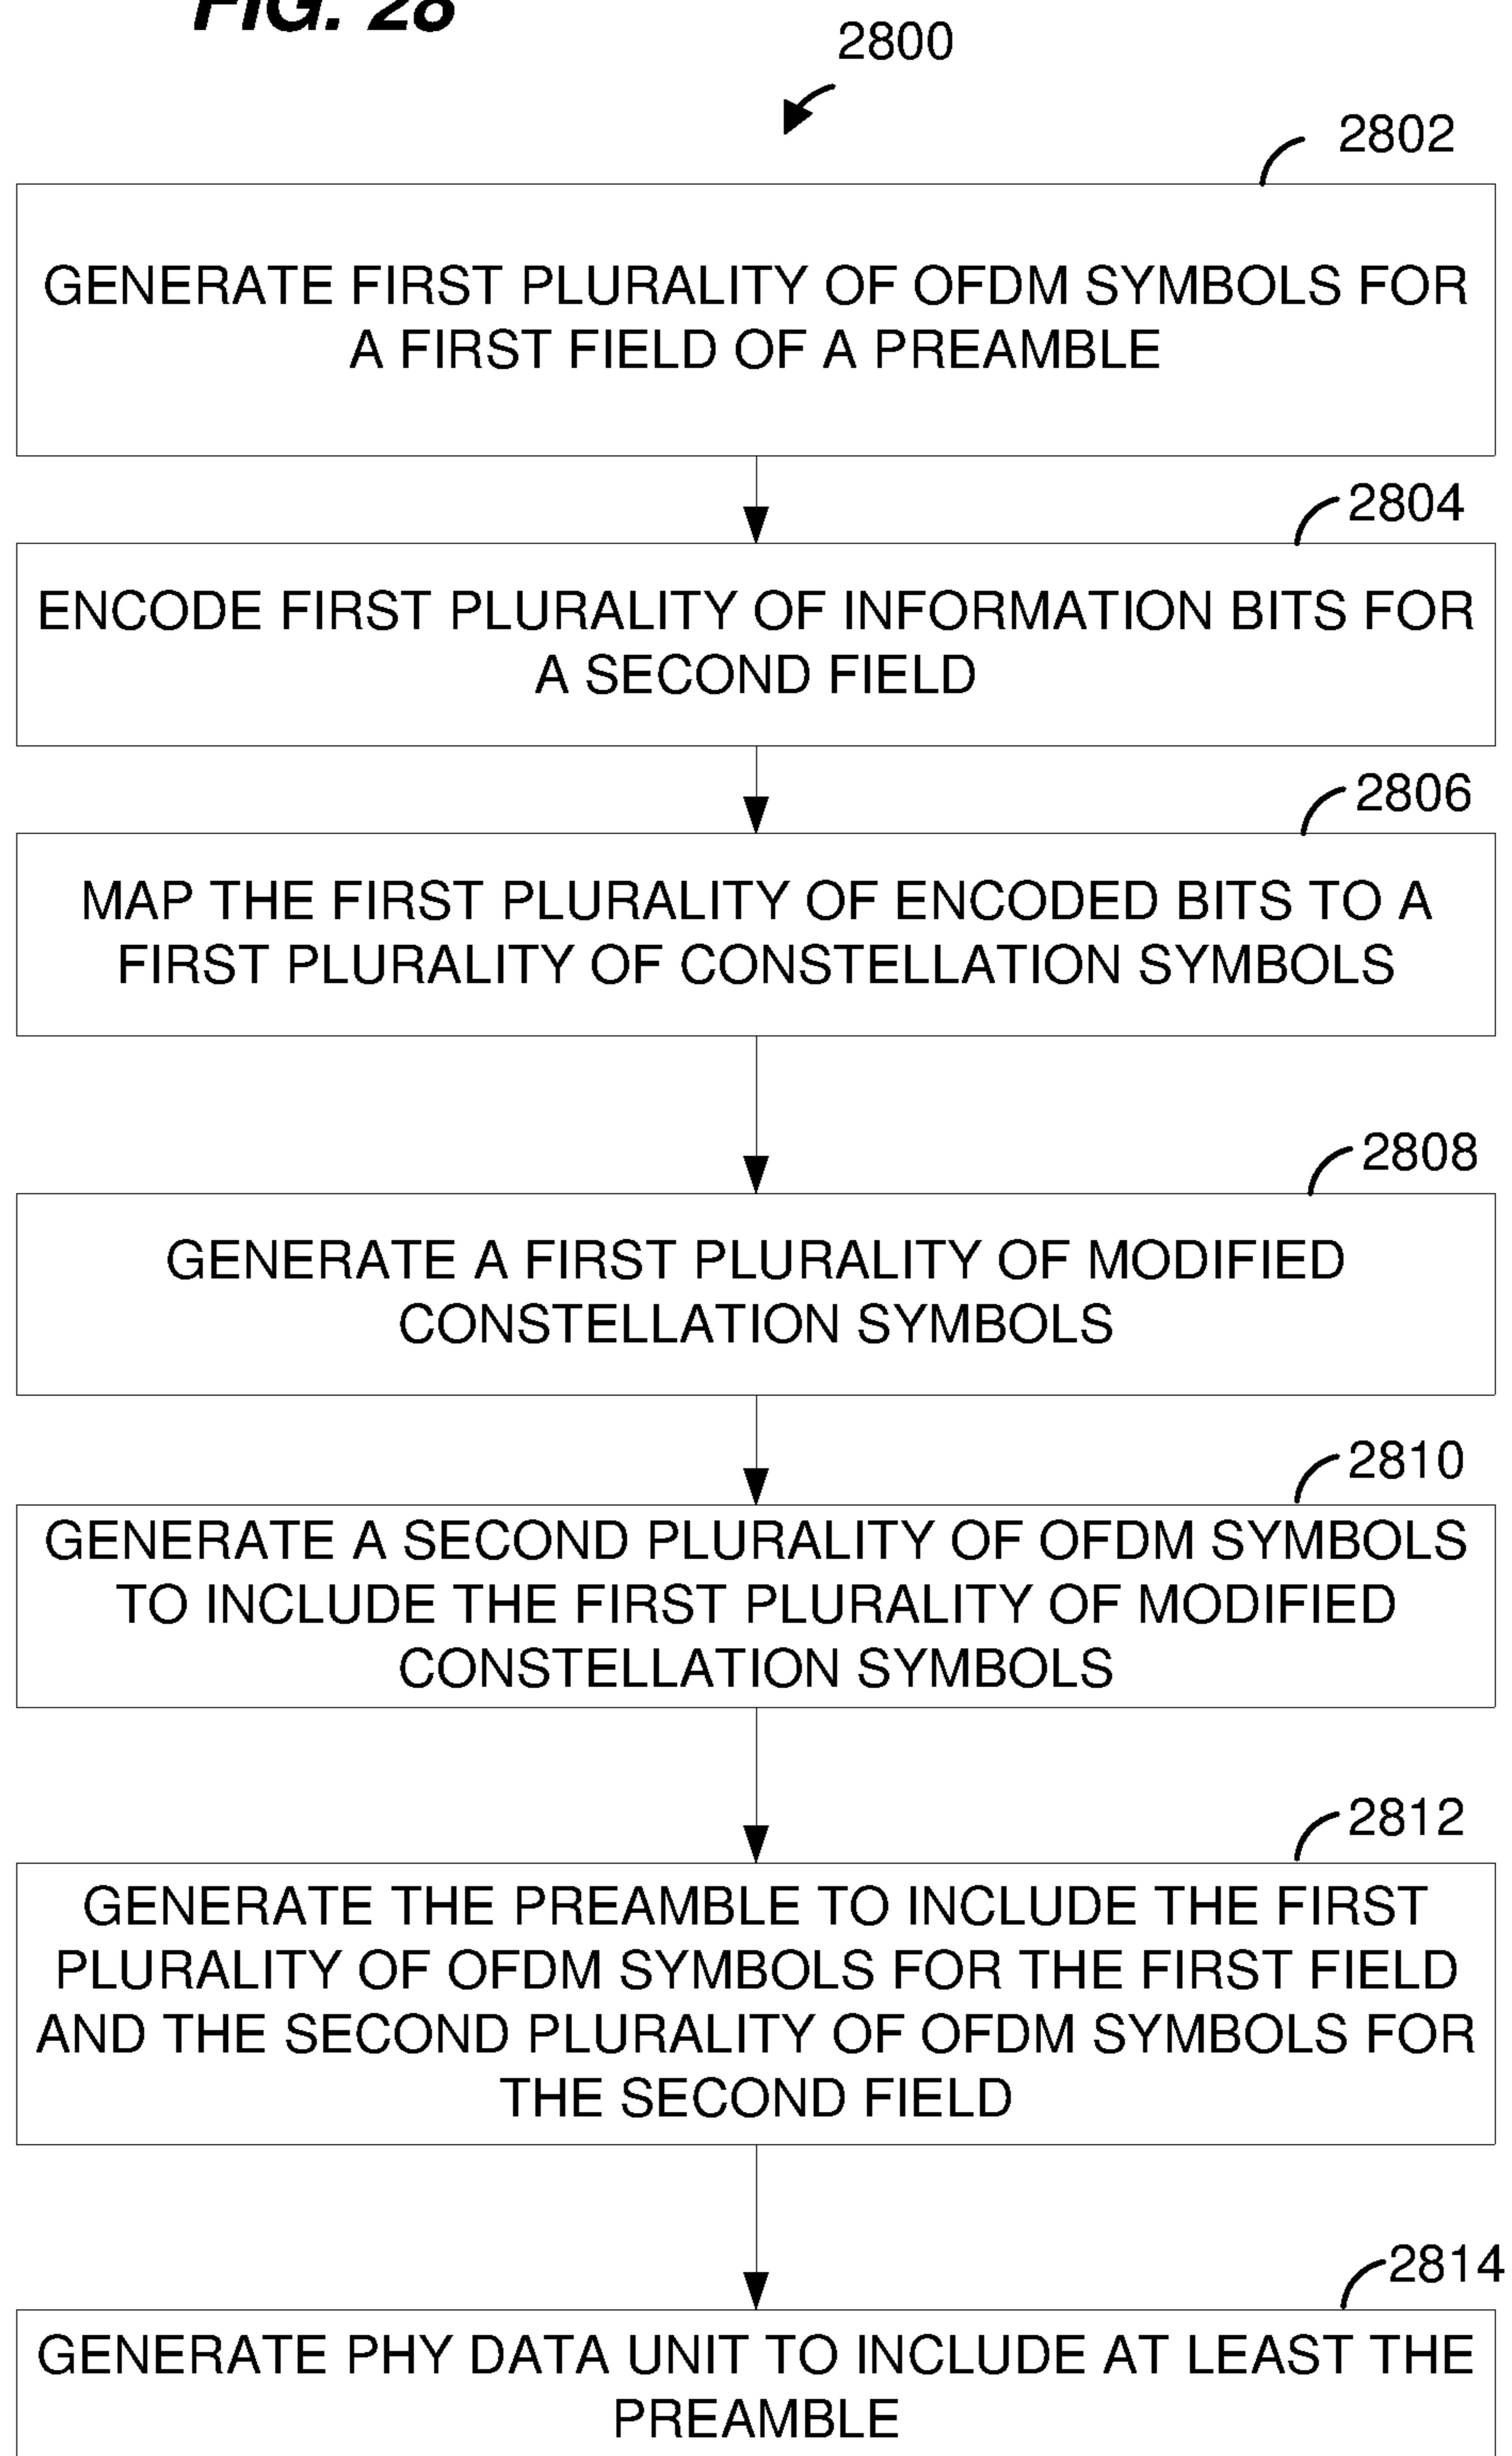 FIG. 28
2800
2802
GENERATE FIRST PLURALITY OF OFDM SYMBOLS FOR
A FIRST FIELD OF A PREAMBLE
2804
ENCODE FIRST PLURALITY OF INFORMATION BITS FOR
A SECOND FIELD
2806
MAP THE FIRST PLURALITY OF ENCODED BITS TO A
FIRST PLURALITY OF CONSTELLATION SYMBOLS
2808
GENERATE A FIRST PLURALITY OF MODIFIED
CONSTELLATION SYMBOLS
2810
GENERATE A SECOND PLURALITY OF OFDM SYMBOLS
TO INCLUDE THE FIRST PLURALITY OF MODIFIED
CONSTELLATION SYMBOLS
2812
GENERATE THE PREAMBLE TO INCLUDE THE FIRST
PLURALITY OF OFDM SYMBOLS FOR THE FIRST FIELD
AND THE SECOND PLURALITY OF OFDM SYMBOLS FOR
THE SECOND FIELD
2814
GENERATE PHY DATA UNIT TO INCLUDE AT LEAST THE
PREAMBLE